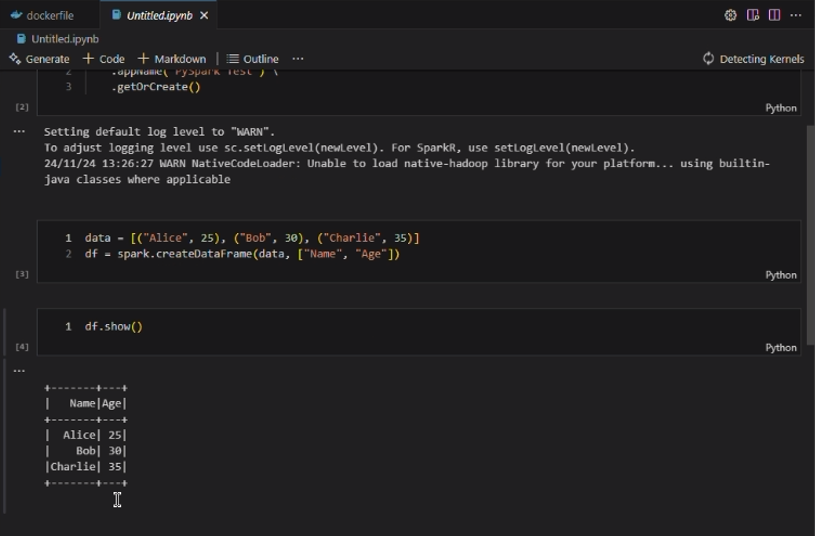 dockerfile
Untitled.ipynb
Untitled.ipynb
Generate + Code + Markdown Outline ...
Detecting Kernels
2 .appName("PySpark Test") \
3 .getOrCreate()
[2]
Python
Setting default log level to "WARN".
To adjust logging level use sc.setLogLevel(newLevel). For SparkR, use setLogLevel(newLevel).
24/11/24 13:26:27 WARN NativeCodeLoader: Unable to load native-hadoop library for your platform... using builtin-
java classes where applicable
1 data = [("Alice", 25), ("Bob", 30), ("Charlie", 35)]
2 df = spark.createDataFrame(data, ["Name", "Age"])
[3]
Python
1 df.show()
[4]
Python
+-------+---+
|   Name|Age|
+-------+---+
|  Alice| 25|
|    Bob| 30|
|Charlie| 35|
+-------+---+